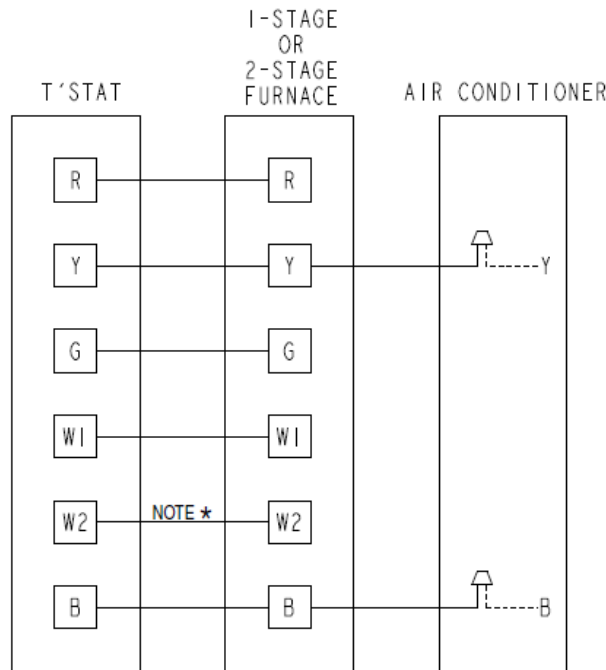 1-STAGE
OR
2-STAGE
FURNACE
T'STAT
AIR CONDITIONER
R
R
Y
Y
Y
G
G
W1
W1
W2
NOTE *
W2
B
B
B